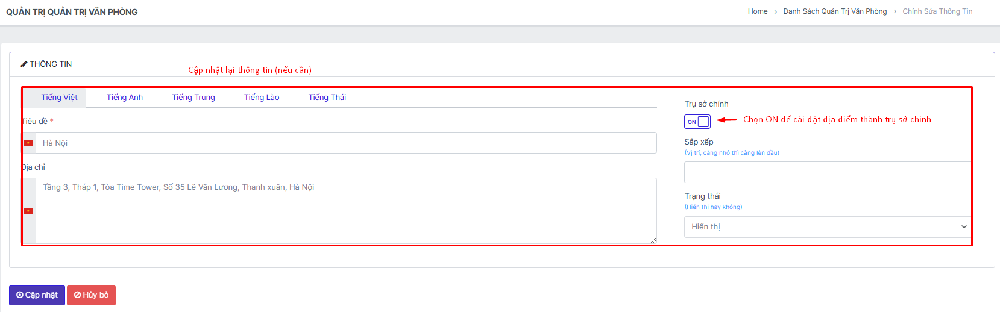 QUẢN TRỊ QUẢN TRỊ VĂN PHÒNG
Home > Danh Sách Quản Trị Văn Phòng > Chỉnh Sửa Thông Tin
THÔNG TIN
Cập nhật lại thông tin (nếu cần)
Tiếng Việt Tiếng Anh Tiếng Trung Tiếng Lào Tiếng Thái
Tiêu đề *
Hà Nội
Địa chỉ
Tầng 3, Tháp 1, Tòa Time Tower, Số 35 Lê Văn Lương, Thanh xuân, Hà Nội
Trụ sở chính
ON
Chọn ON để cài đặt địa điểm thành trụ sở chính
Sắp xếp
(Vị trí, càng nhỏ thì càng lên đầu)
Trạng thái
(Hiển thị hay không)
Hiển thị
Cập nhật Hủy bỏ